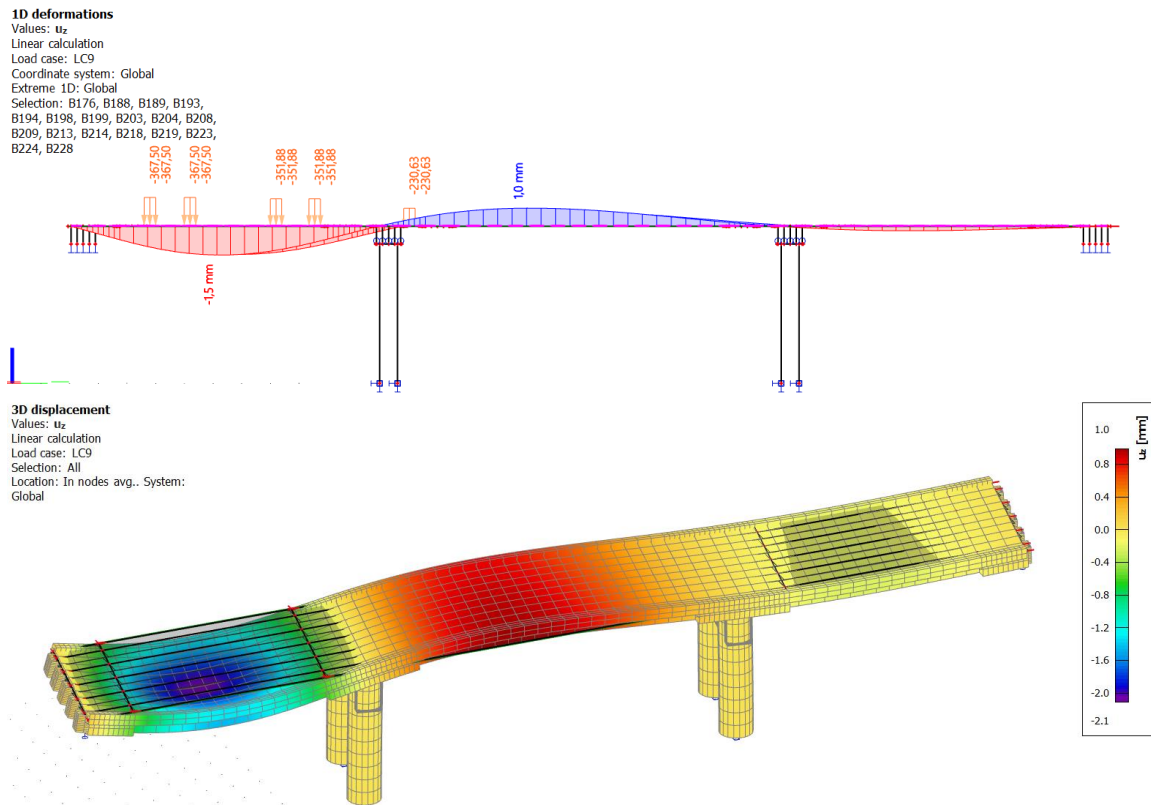 1D deformations
Values: uz
Linear calculation
Load case: LC9
Coordinate system: Global
Extreme 1D: Global
Selection: B176, B188, B189, B193,
B194, B198, B199, B203, B204, B208,
B209, B213, B214, B218, B219, B223,
B224, B228
-367,50
-367,50
-367,50
-367,50
-351,88
-351,88
-351,88
-351,88
-230,63
-230,63
1,0 mm
-1,5 mm
3D displacement
Values: uz
Linear calculation
Load case: LC9
Selection: All
Location: In nodes avg.. System:
Global
uz [mm]
1.0
0.8
0.4
0.0
-0.4
-0.8
-1.2
-1.6
-2.0
-2.1